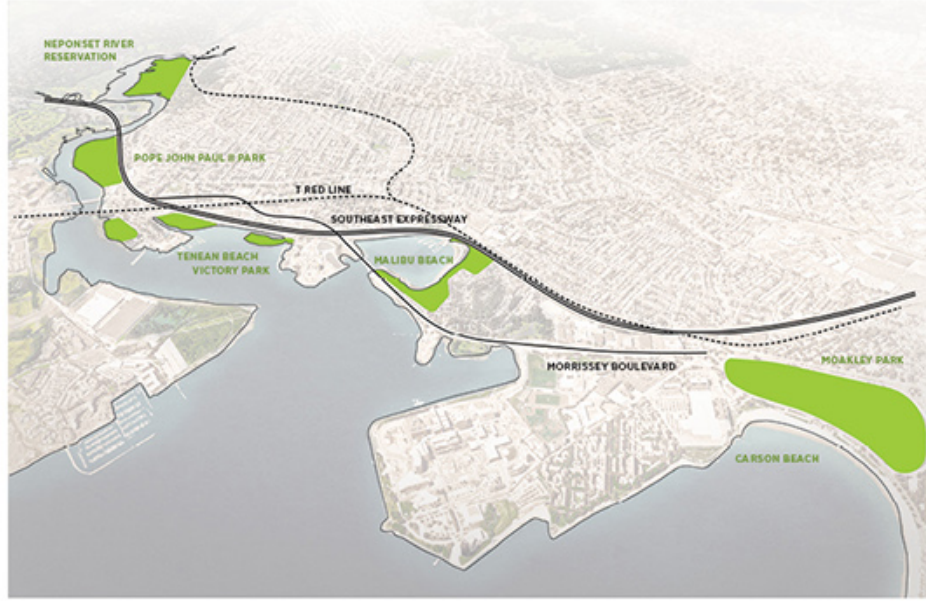 NEPONSET RIVER
RESERVATION
POPE JOHN PAUL II PARK
T RED LINE
SOUTHEAST EXPRESSWAY
TENEAN BEACH
VICTORY PARK
MALIBU BEACH
MORRISSEY BOULEVARD
MOAKLEY PARK
CARSON BEACH